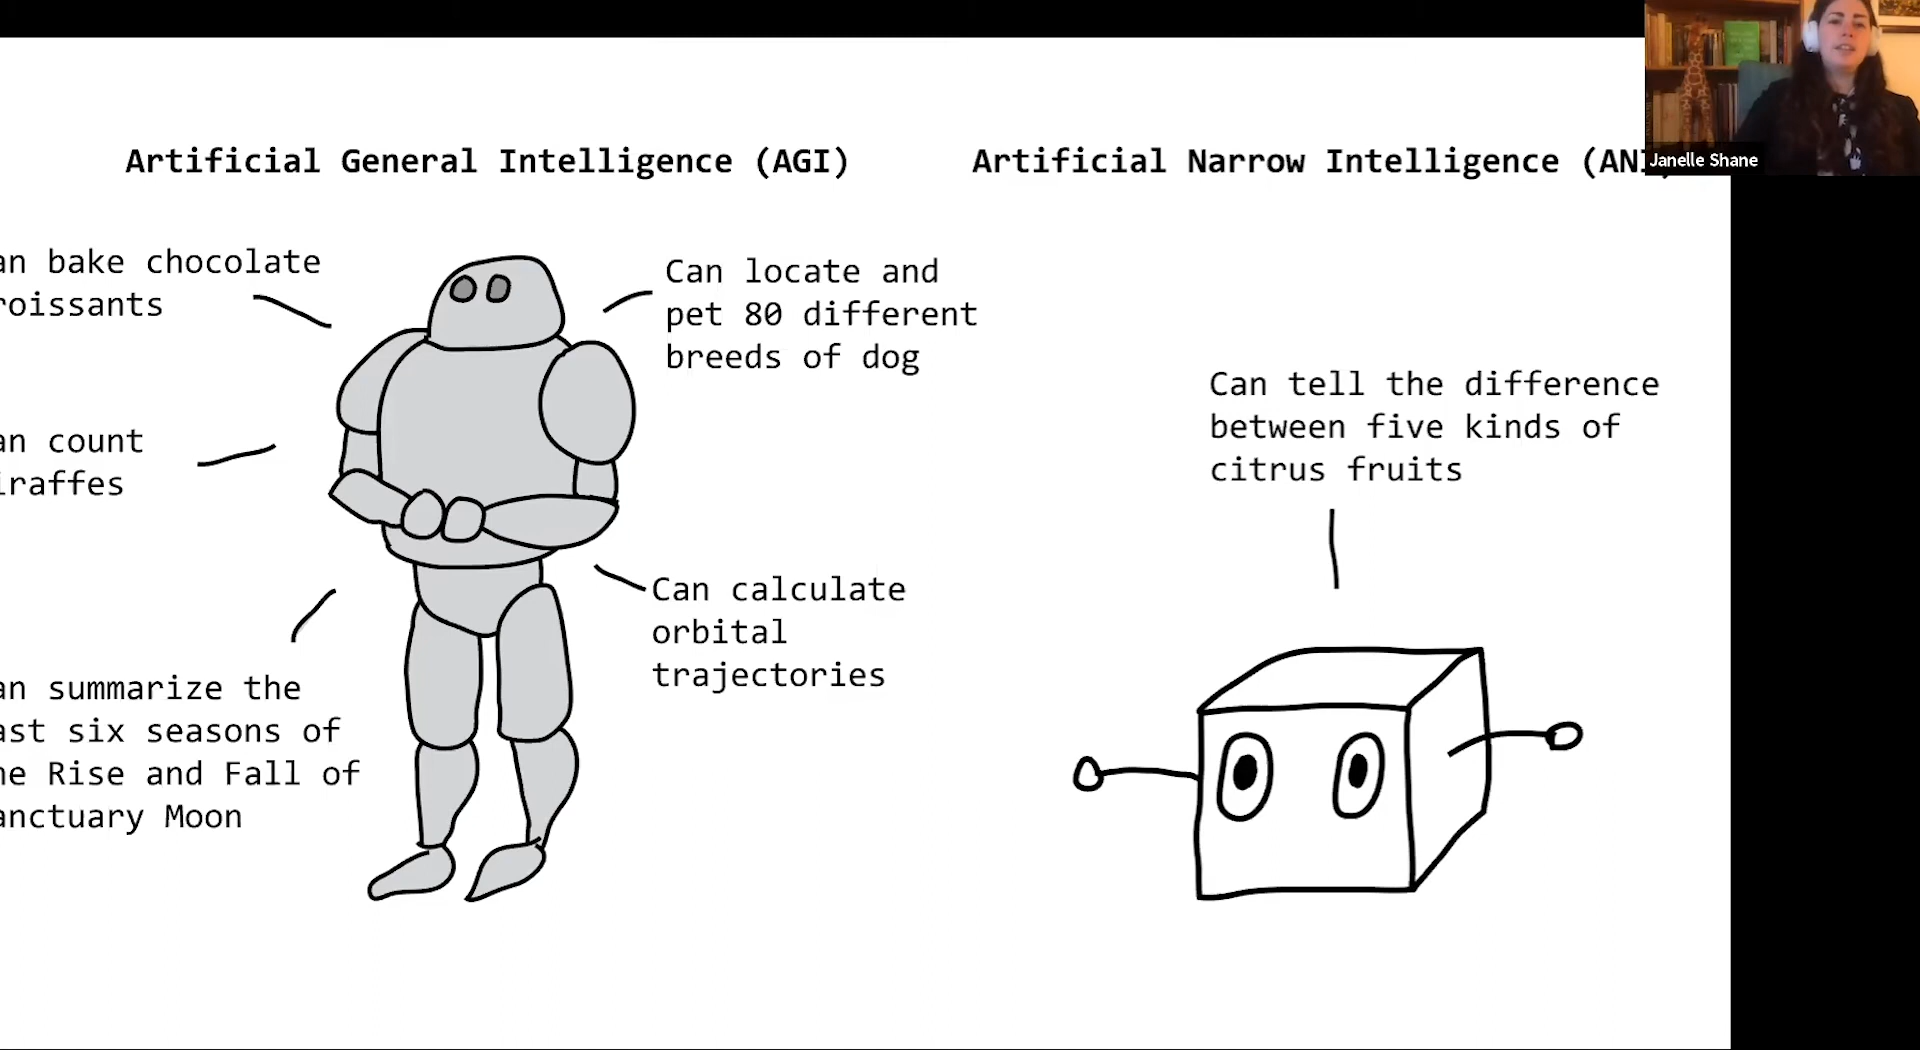 Artificial General Intelligence (AGI)
Artificial Narrow Intelligence (ANI
Janelle Shane
an bake chocolate
roissants
Can locate and
pet 80 different
breeds of dog
an count
iraffes
Can calculate
orbital
trajectories
an summarize the
ast six seasons of
he Rise and Fall of
anctuary Moon
Can tell the difference
between five kinds of
citrus fruits